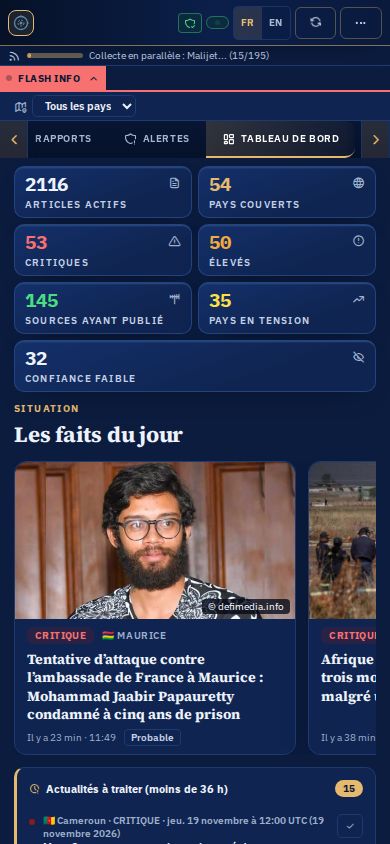 FR
EN
Collecte en parallèle : Malijet... (15/195)
FLASH INFO
Tous les pays
RAPPORTS
ALERTES
TABLEAU DE BORD
2116
ARTICLES ACTIFS
54
PAYS COUVERTS
53
CRITIQUES
50
ÉLEVÉS
145
SOURCES AYANT PUBLIÉ
35
PAYS EN TENSION
32
CONFIANCE FAIBLE
SITUATION
Les faits du jour
© defimedia.info
CRITIQUE
MAURICE
Tentative d'attaque contre
l'ambassade de France à Maurice :
Mohammad Jaabir Papauretty
condamné à cinq ans de prison
Il y a 23 min · 11:49
Probable
Afrique
trois mo
malgré
Il y a 38 min
Actualités à traiter (moins de 36 h)
15
Cameroun · CRITIQUE · jeu. 19 novembre à 12:00 UTC (19
novembre 2026)